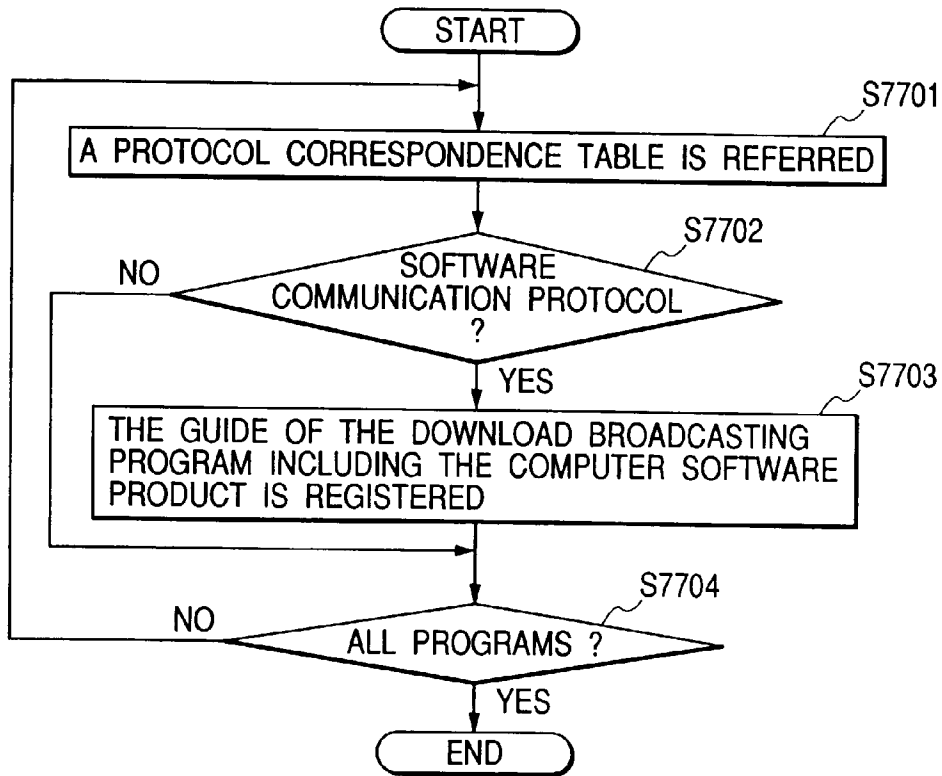 START
S7701
A PROTOCOL CORRESPONDENCE TABLE IS REFERRED
S7702
NO
SOFTWARE
COMMUNICATION PROTOCOL
?
YES
S7703
THE GUIDE OF THE DOWNLOAD BROADCASTING
PROGRAM INCLUDING THE COMPUTER SOFTWARE
PRODUCT IS REGISTERED
S7704
NO
ALL PROGRAMS ?
YES
END